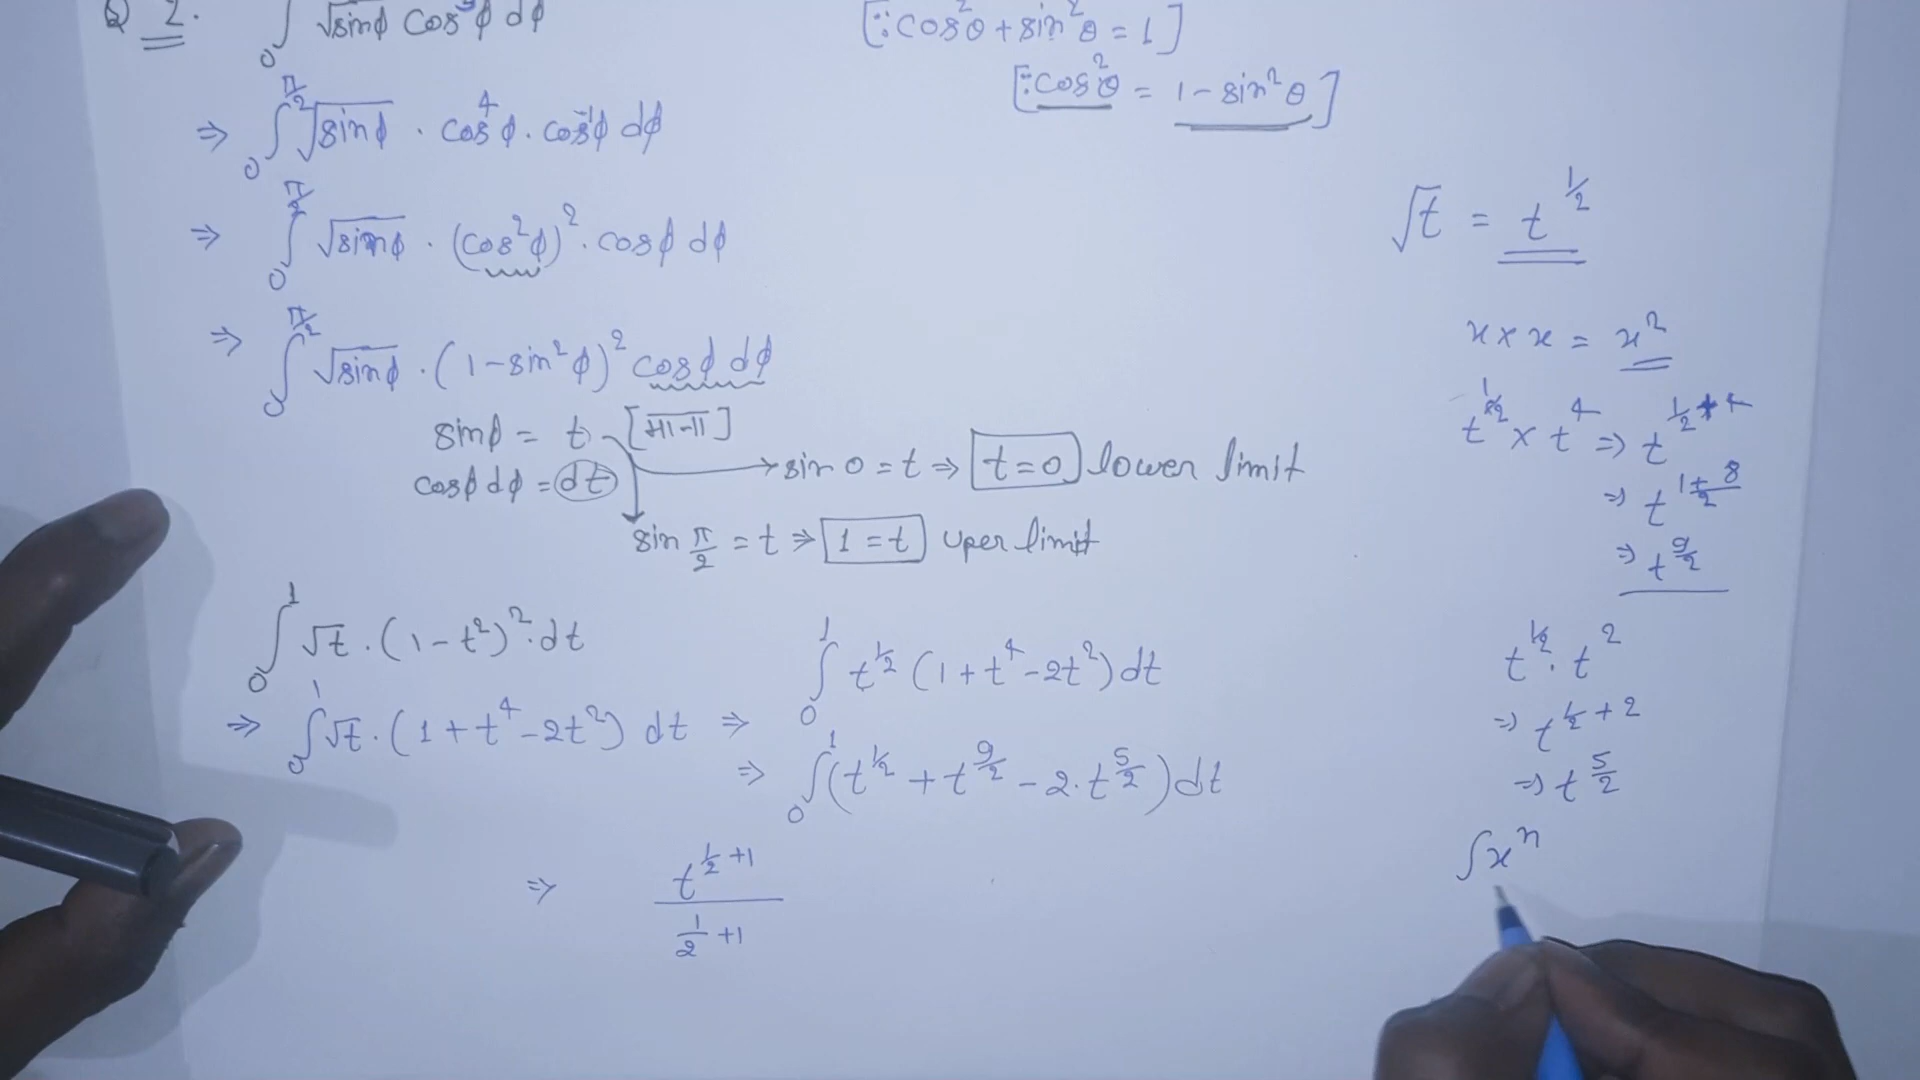 Q 2. ∫₀ √sinφ cos⁵φ dφ
[∵ cos²θ + sin²θ = 1]
[∵ cos²θ = 1 - sin²θ]
⇒ ∫₀^(π/2) √sinφ · cos⁴φ · cos¹φ dφ
⇒ ∫₀^(π/2) √sinφ · (cos²φ)² · cosφ dφ
⇒ ∫₀^(π/2) √sinφ · (1 - sin²φ)² cosφ dφ
sinφ = t [माना]
cosφ dφ = dt
→ sin 0 = t ⇒ t = 0 lower limit
sin π/2 = t ⇒ 1 = t uper limit
∫₀¹ √t · (1 - t²)² · dt
⇒ ∫₀¹ √t · (1 + t⁴ - 2t²) dt ⇒
∫₀¹ t^(1/2) (1 + t⁴ - 2t²) dt
⇒ ∫₀¹ (t^(1/2) + t^(9/2) - 2·t^(5/2)) dt
⇒ t^(1/2 + 1) / (1/2 + 1)
√t = t^(1/2)
x × x = x²
t^(1/2) × t⁴ ⇒ t^(1/2 + 4)
⇒ t^((1+8)/2)
⇒ t^(9/2)
t^(1/2) · t²
⇒ t^(1/2 + 2)
⇒ t^(5/2)
∫xⁿ